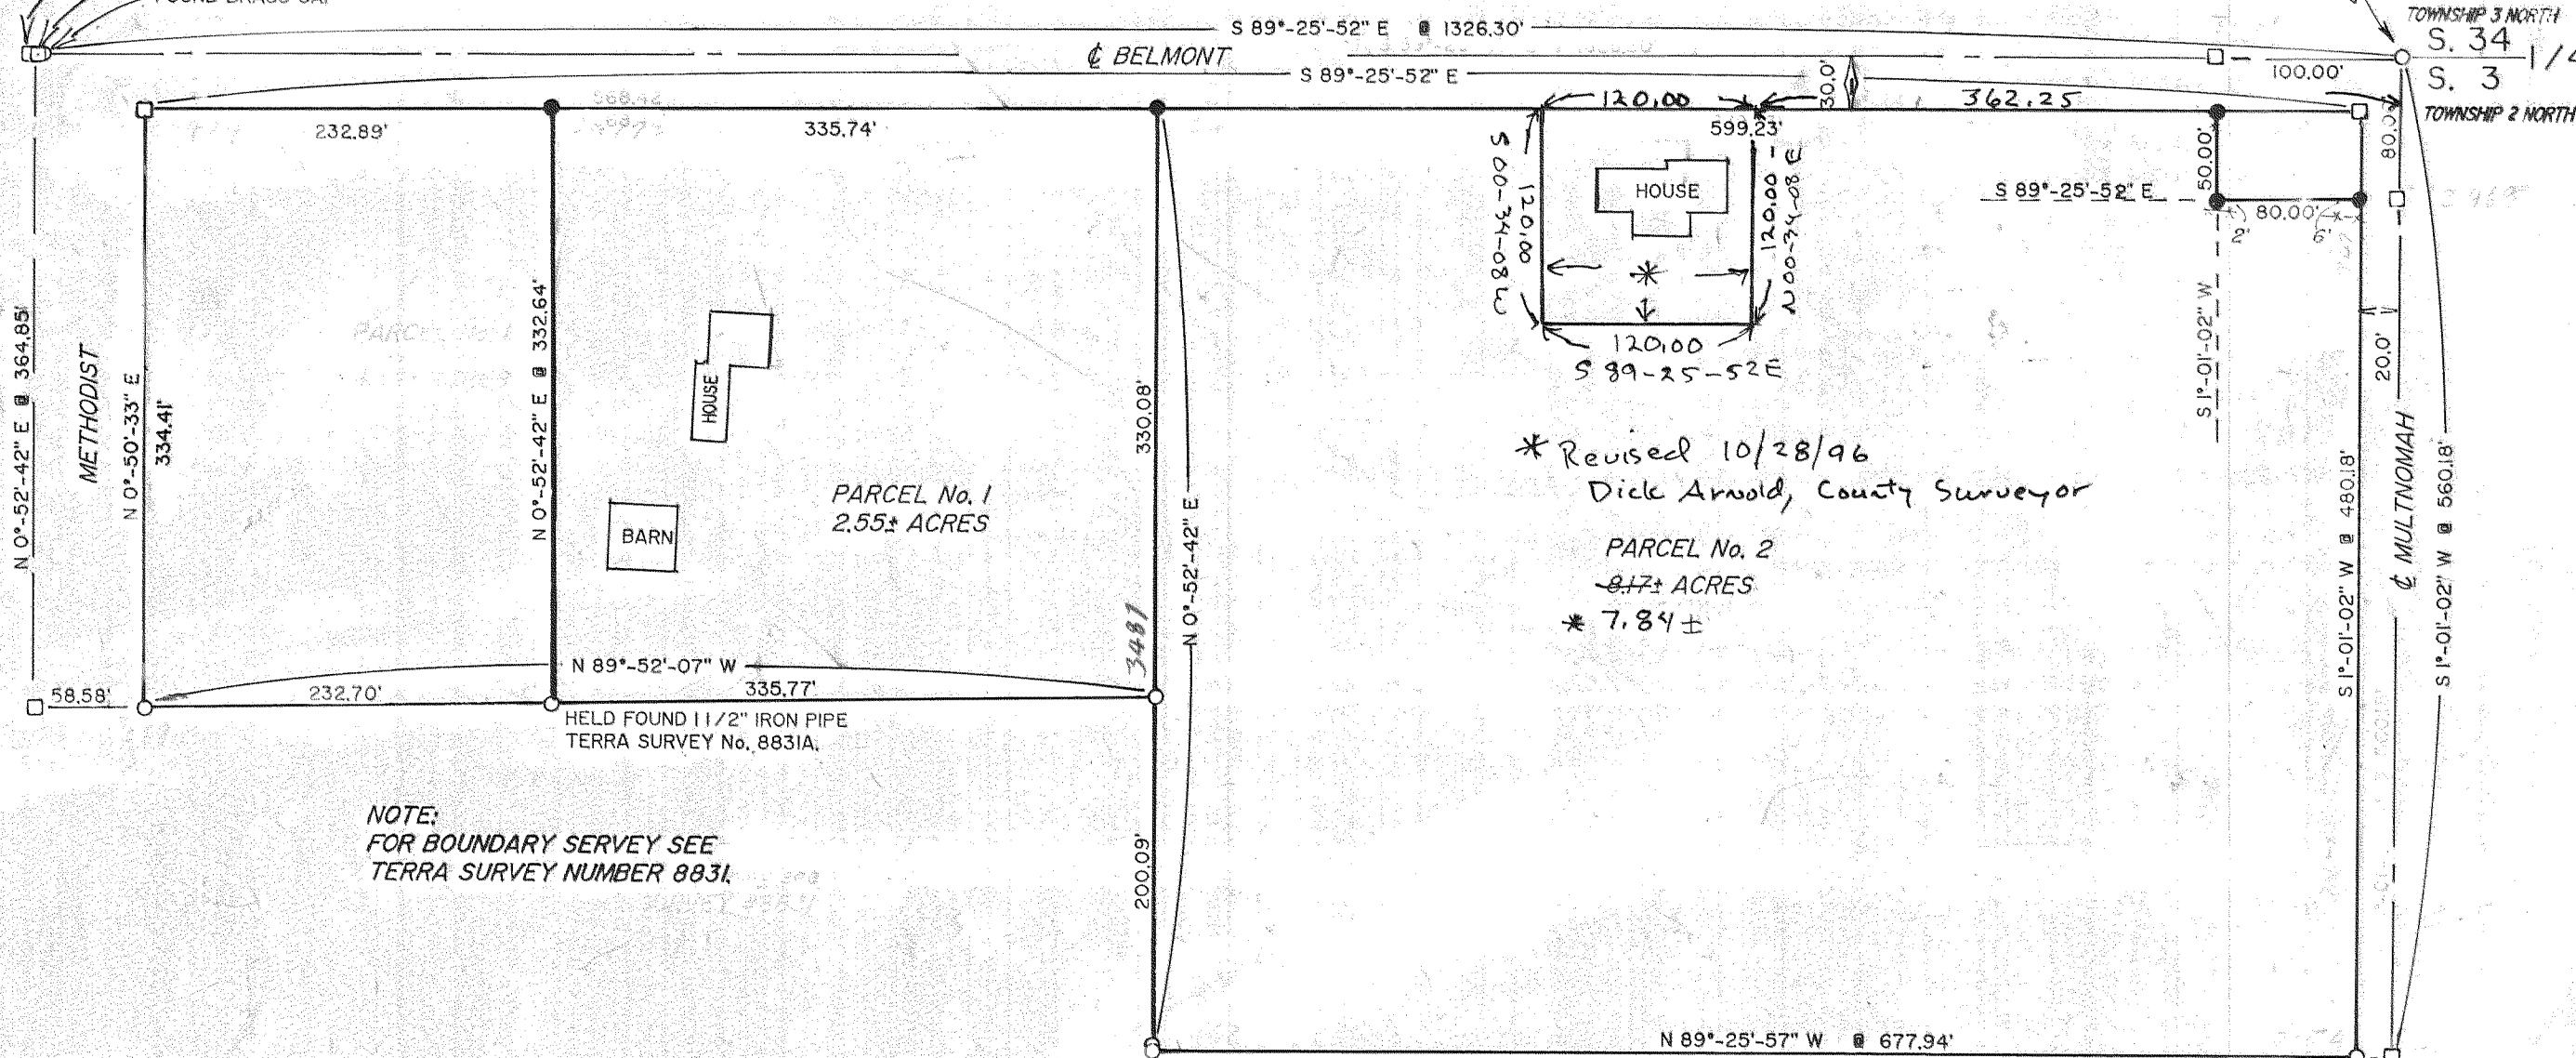 S 89°-25'-52" E @ 1326.30'
TOWNSHIP 3 NORTH
S. 34
1/4
S. 3
TOWNSHIP 2 NORTH
℄ BELMONT
S 89°-25'-52" E
30.0'
100.00'
232.89'
335.74'
120.00
599.23'
362.25
80.00'
50.00'
S 89°-25'-52" E
80.00'
2'
6'
S 00-34-08 W
120.00
HOUSE
120.00 -
N00-34-08 E
*
120.00
S 89-25-52E
N 0°-52'-42" E @ 364.85'
METHODIST
N 0°-50'-33" E
334.41'
N 0°-52'-42" E @ 332.64'
HOUSE
BARN
PARCEL No. 1
2.55± ACRES
330.08'
N 0°-52'-42" E
3487
* Revised 10/28/96
Dick Arnold, County Surveyor
PARCEL No. 2
8.17± ACRES
* 7.84 ±
S 1°-01'-02" W
20.0'
S 1°-01'-02" W @ 480.18'
℄ MULTNOMAH
S 1°-01'-02" W @ 560.18'
58.58'
232.70'
N 89°-52'-07" W
335.77'
HELD FOUND 1 1/2" IRON PIPE
TERRA SURVEY No. 8831A.
NOTE:
FOR BOUNDARY SERVEY SEE
TERRA SURVEY NUMBER 8831.
200.09'
N 89°-25'-57" W @ 677.94'